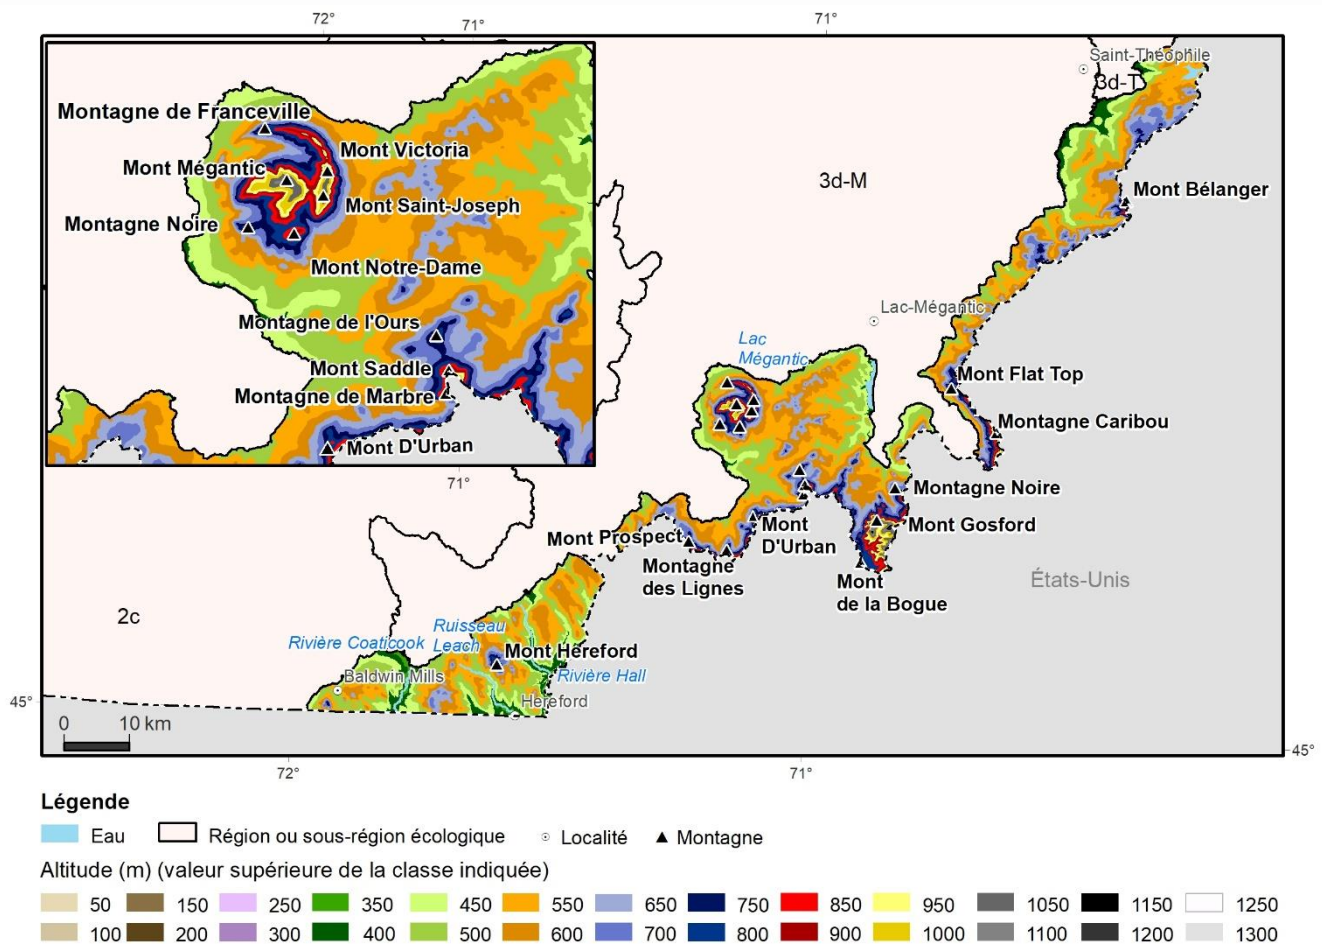 72°
71°
71°
Saint-Théophile
3d-T
Montagne de Franceville
Mont Victoria
Mont Mégantic
3d-M
Mont Bélanger
Mont Saint-Joseph
Montagne Noire
Mont Notre-Dame
Lac-Mégantic
Montagne de l'Ours
Lac
Mégantic
Mont Saddle
Mont Flat Top
Montagne de Marbre
Montagne Caribou
Mont D'Urban
71°
Montagne Noire
Mont Gosford
Mont
D'Urban
Mont Prospect
Montagne
des Lignes
États-Unis
Mont
de la Bogue
2c
Ruisseau
Leach
Rivière Coaticook
Mont Hereford
Rivière Hall
Baldwin Mills
Hereford
45°
0 10 km
45°
72°
71°
Légende
Eau Région ou sous-région écologique Localité Montagne
Altitude (m) (valeur supérieure de la classe indiquée)
50 150 250 350 450 550 650 750 850 950 1050 1150 1250
100 200 300 400 500 600 700 800 900 1000 1100 1200 1300